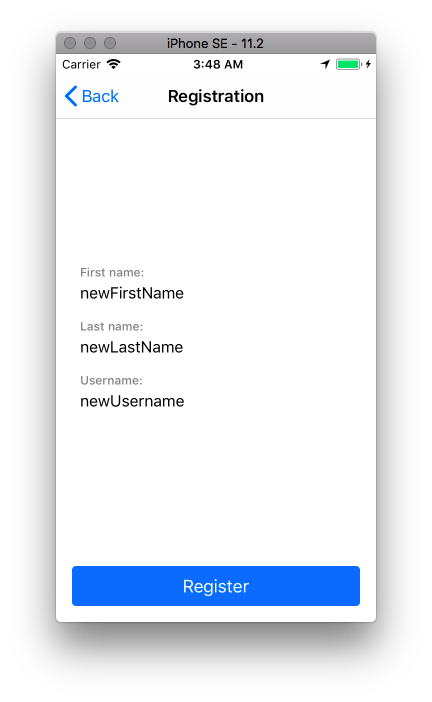 iPhone SE - 11.2
Carrier 3:48 AM
Back Registration
First name:
newFirstName
Last name:
newLastName
Username:
newUsername
Register